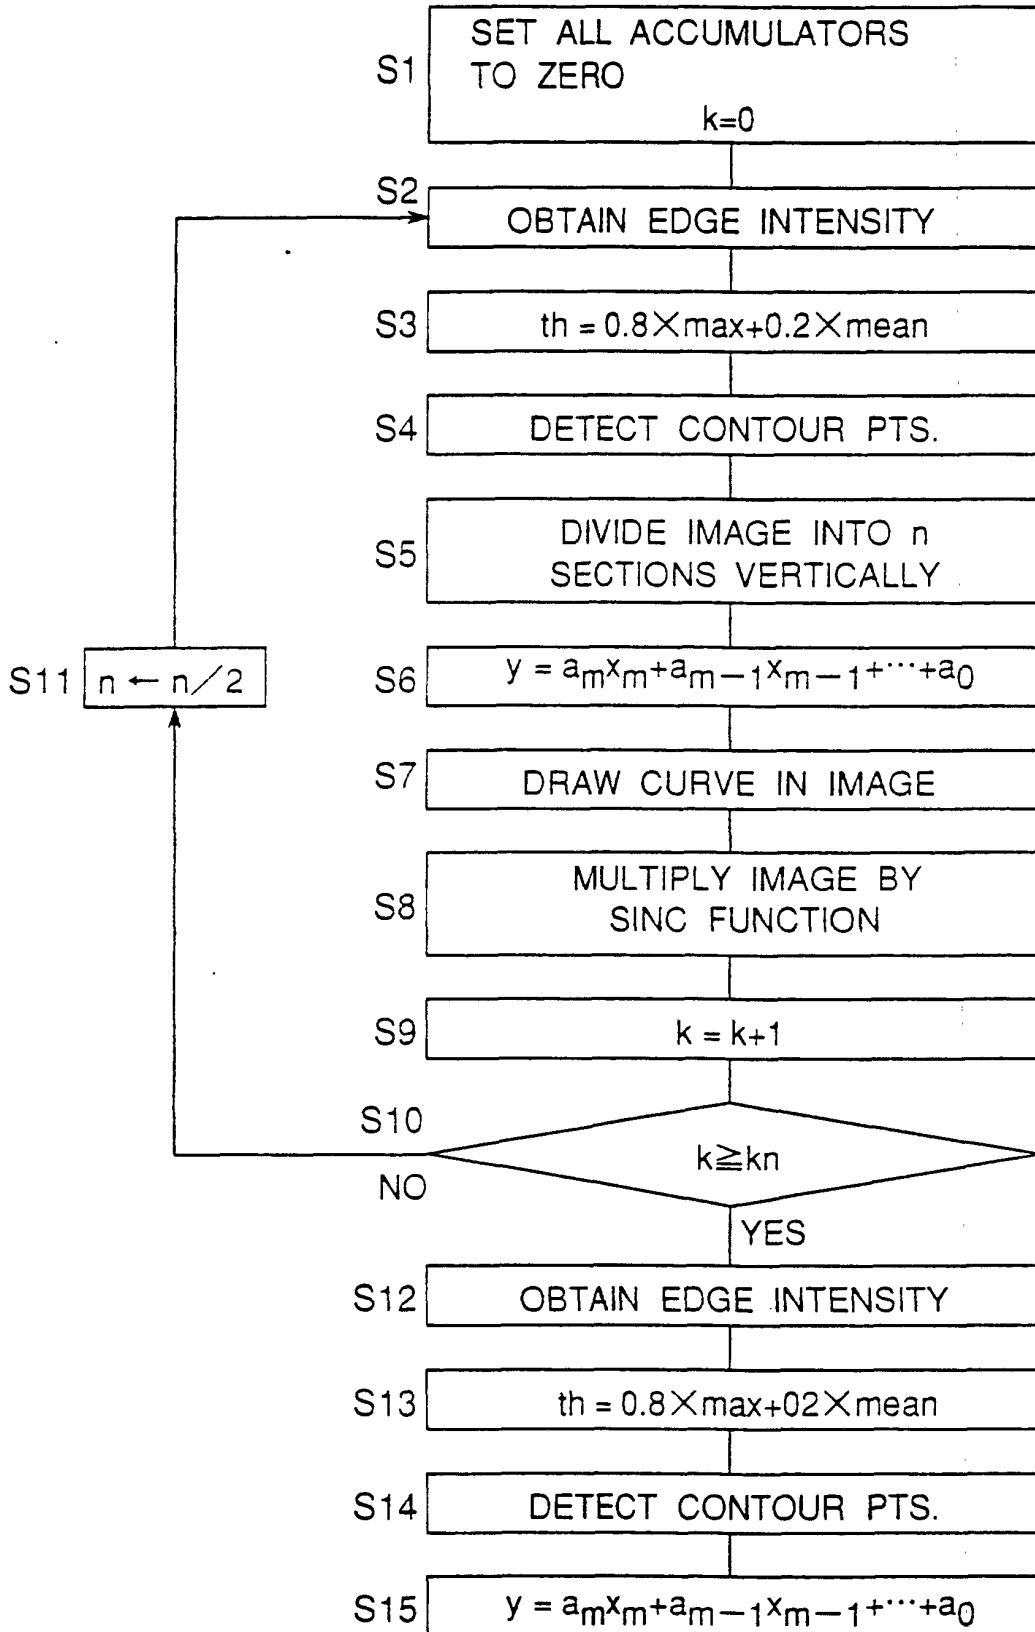 S1
SET ALL ACCUMULATORS
TO ZERO
k=0
S2
OBTAIN EDGE INTENSITY
S3
th = 0.8×max+0.2×mean
S4
DETECT CONTOUR PTS.
S5
DIVIDE IMAGE INTO n
SECTIONS VERTICALLY
S11
n ← n/2
S6
y = amxm+am−1xm−1+···+a0
S7
DRAW CURVE IN IMAGE
S8
MULTIPLY IMAGE BY
SINC FUNCTION
S9
k = k+1
S10
k≧kn
NO
YES
S12
OBTAIN EDGE INTENSITY
S13
th = 0.8×max+02×mean
S14
DETECT CONTOUR PTS.
S15
y = amxm+am−1xm−1+···+a0